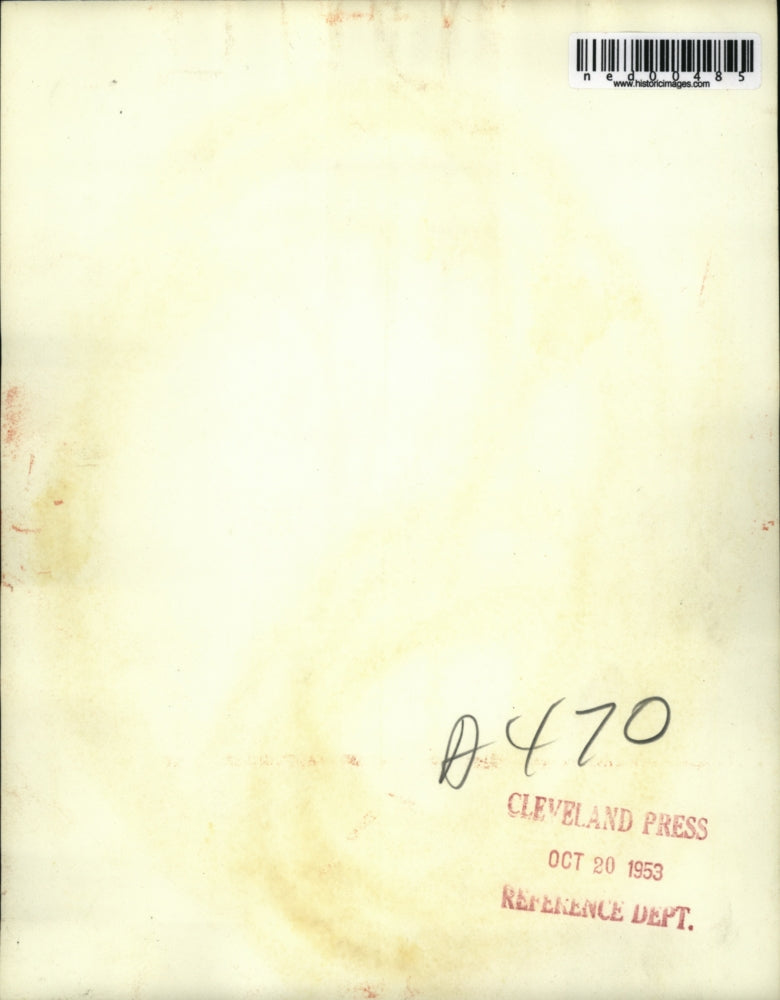 ned00485
www.historicimages.com
A470
CLEVELAND PRESS
OCT 20 1953
REFERENCE DEPT.